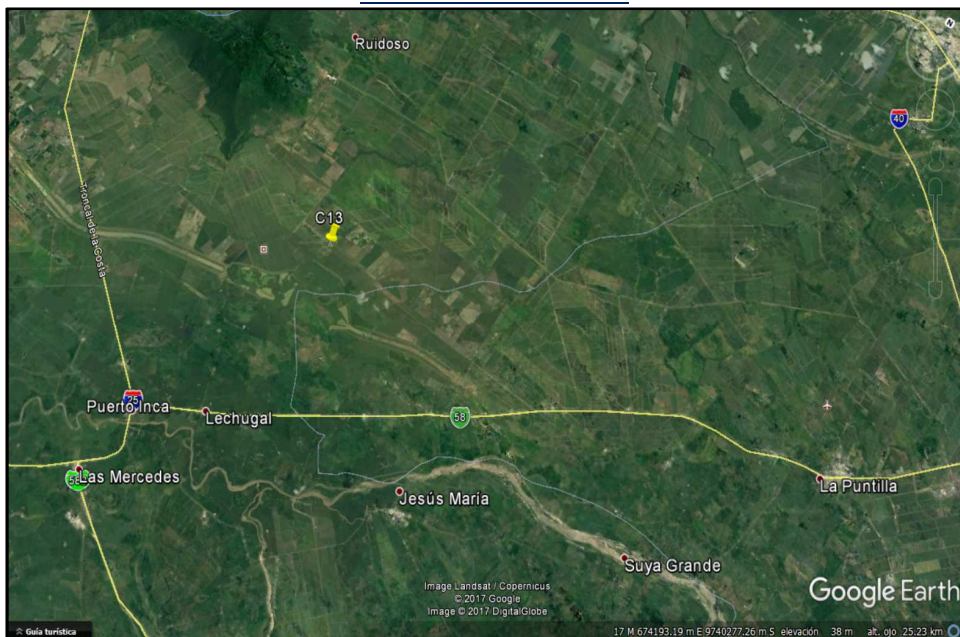 Ruidoso
N
40
Troncal de la Costa
C13
25
Puerto Inca
Lechugal
58
Las Mercedes
Jesús María
La Puntilla
Suya Grande
Image Landsat / Copernicus
© 2017 Google
Image © 2017 DigitalGlobe
Google Earth
Guía turística
17 M 674193.19 m E 9740277.26 m S elevación 38 m alt. ojo 25.23 km